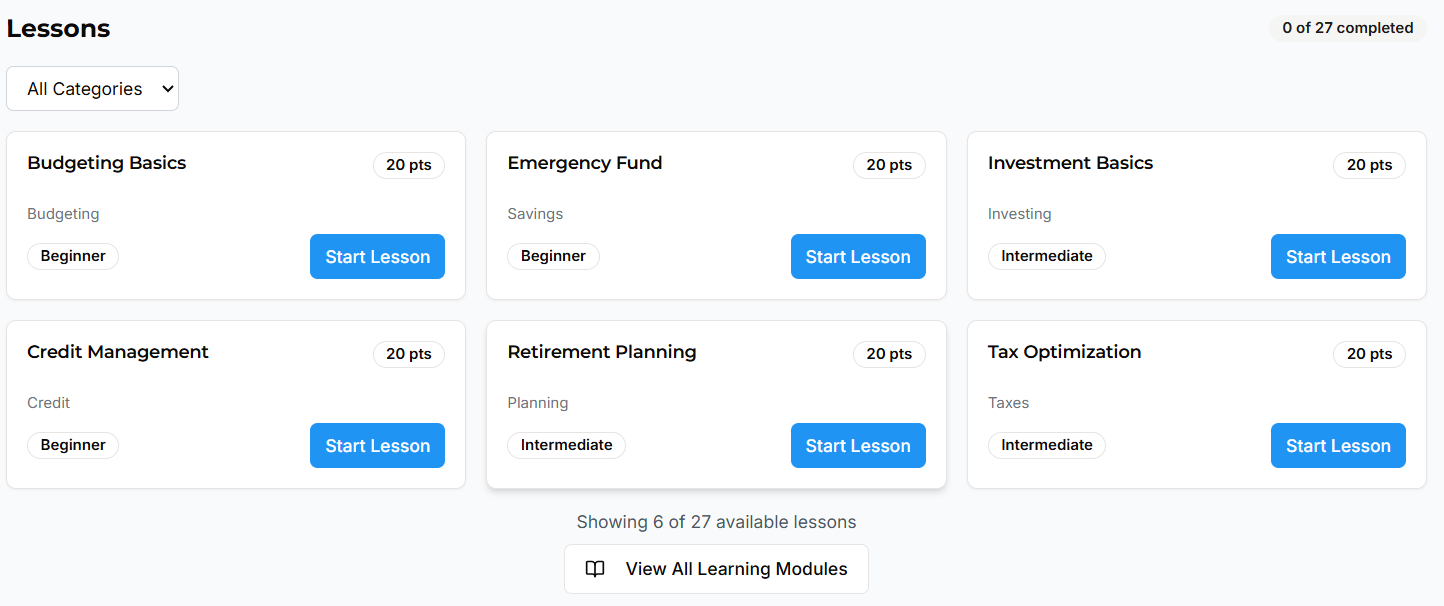 Lessons
0 of 27 completed
All Categories
Budgeting Basics
20 pts
Budgeting
Beginner
Start Lesson
Emergency Fund
20 pts
Savings
Beginner
Start Lesson
Investment Basics
20 pts
Investing
Intermediate
Start Lesson
Credit Management
20 pts
Credit
Beginner
Start Lesson
Retirement Planning
20 pts
Planning
Intermediate
Start Lesson
Tax Optimization
20 pts
Taxes
Intermediate
Start Lesson
Showing 6 of 27 available lessons
View All Learning Modules